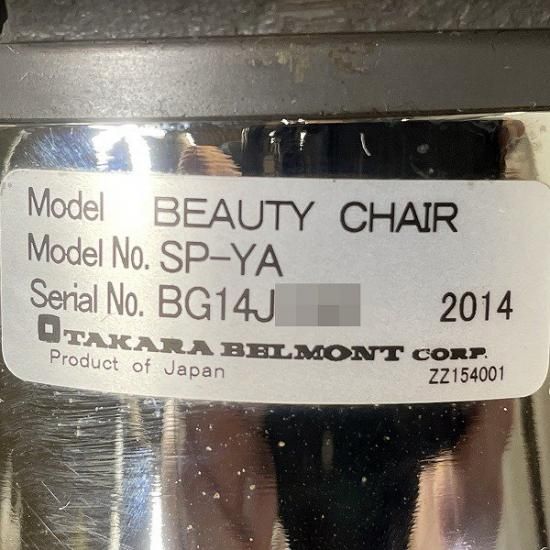 Model BEAUTY CHAIR
Model No. SP-YA
Serial No. BG14J 2014
TAKARA BELMONT CORP.
Product of Japan ZZ154001